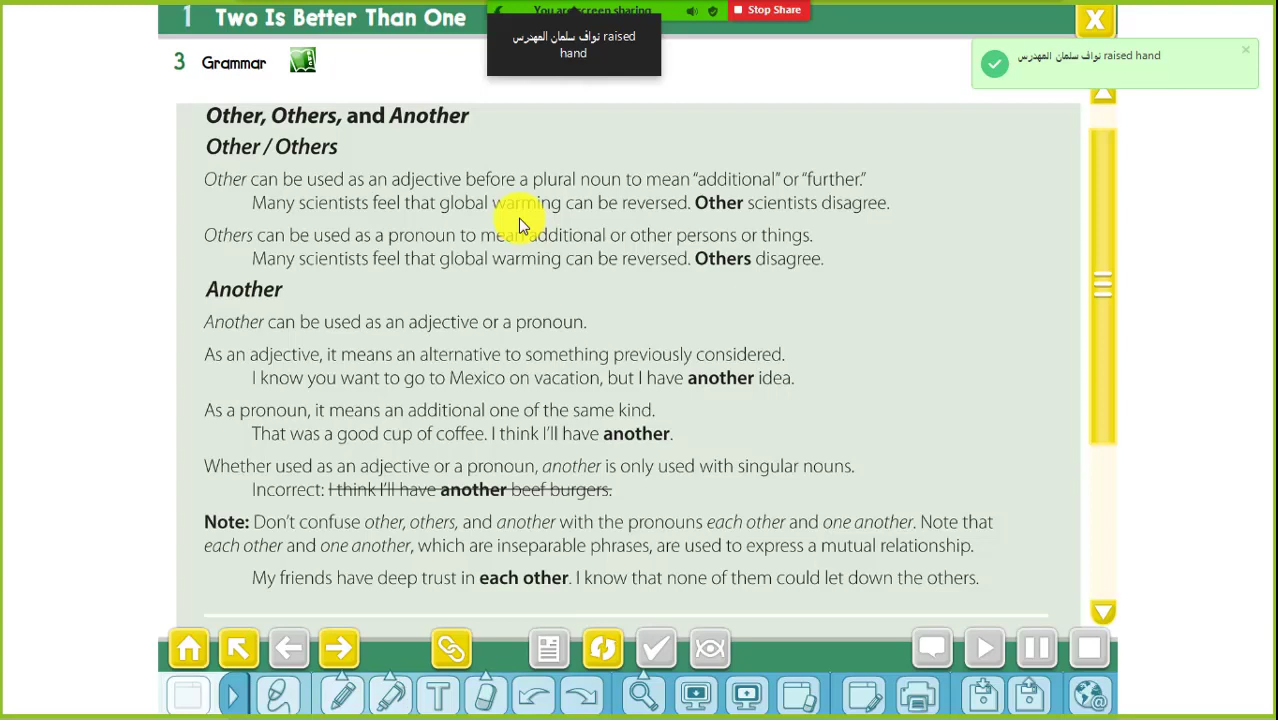 1 Two Is Better Than One
You are screen sharing
Stop Share
X
نواف سلمان المهدرس raised
hand
نواف سلمان المهدرس raised hand
3 Grammar
Other, Others, and Another
Other / Others
Other can be used as an adjective before a plural noun to mean “additional” or “further.”
Many scientists feel that global warming can be reversed. Other scientists disagree.
Others can be used as a pronoun to mean additional or other persons or things.
Many scientists feel that global warming can be reversed. Others disagree.
Another
Another can be used as an adjective or a pronoun.
As an adjective, it means an alternative to something previously considered.
I know you want to go to Mexico on vacation, but I have another idea.
As a pronoun, it means an additional one of the same kind.
That was a good cup of coffee. I think I’ll have another.
Whether used as an adjective or a pronoun, another is only used with singular nouns.
Incorrect: I think I’ll have another beef burgers.
Note: Don’t confuse other, others, and another with the pronouns each other and one another. Note that
each other and one another, which are inseparable phrases, are used to express a mutual relationship.
My friends have deep trust in each other. I know that none of them could let down the others.